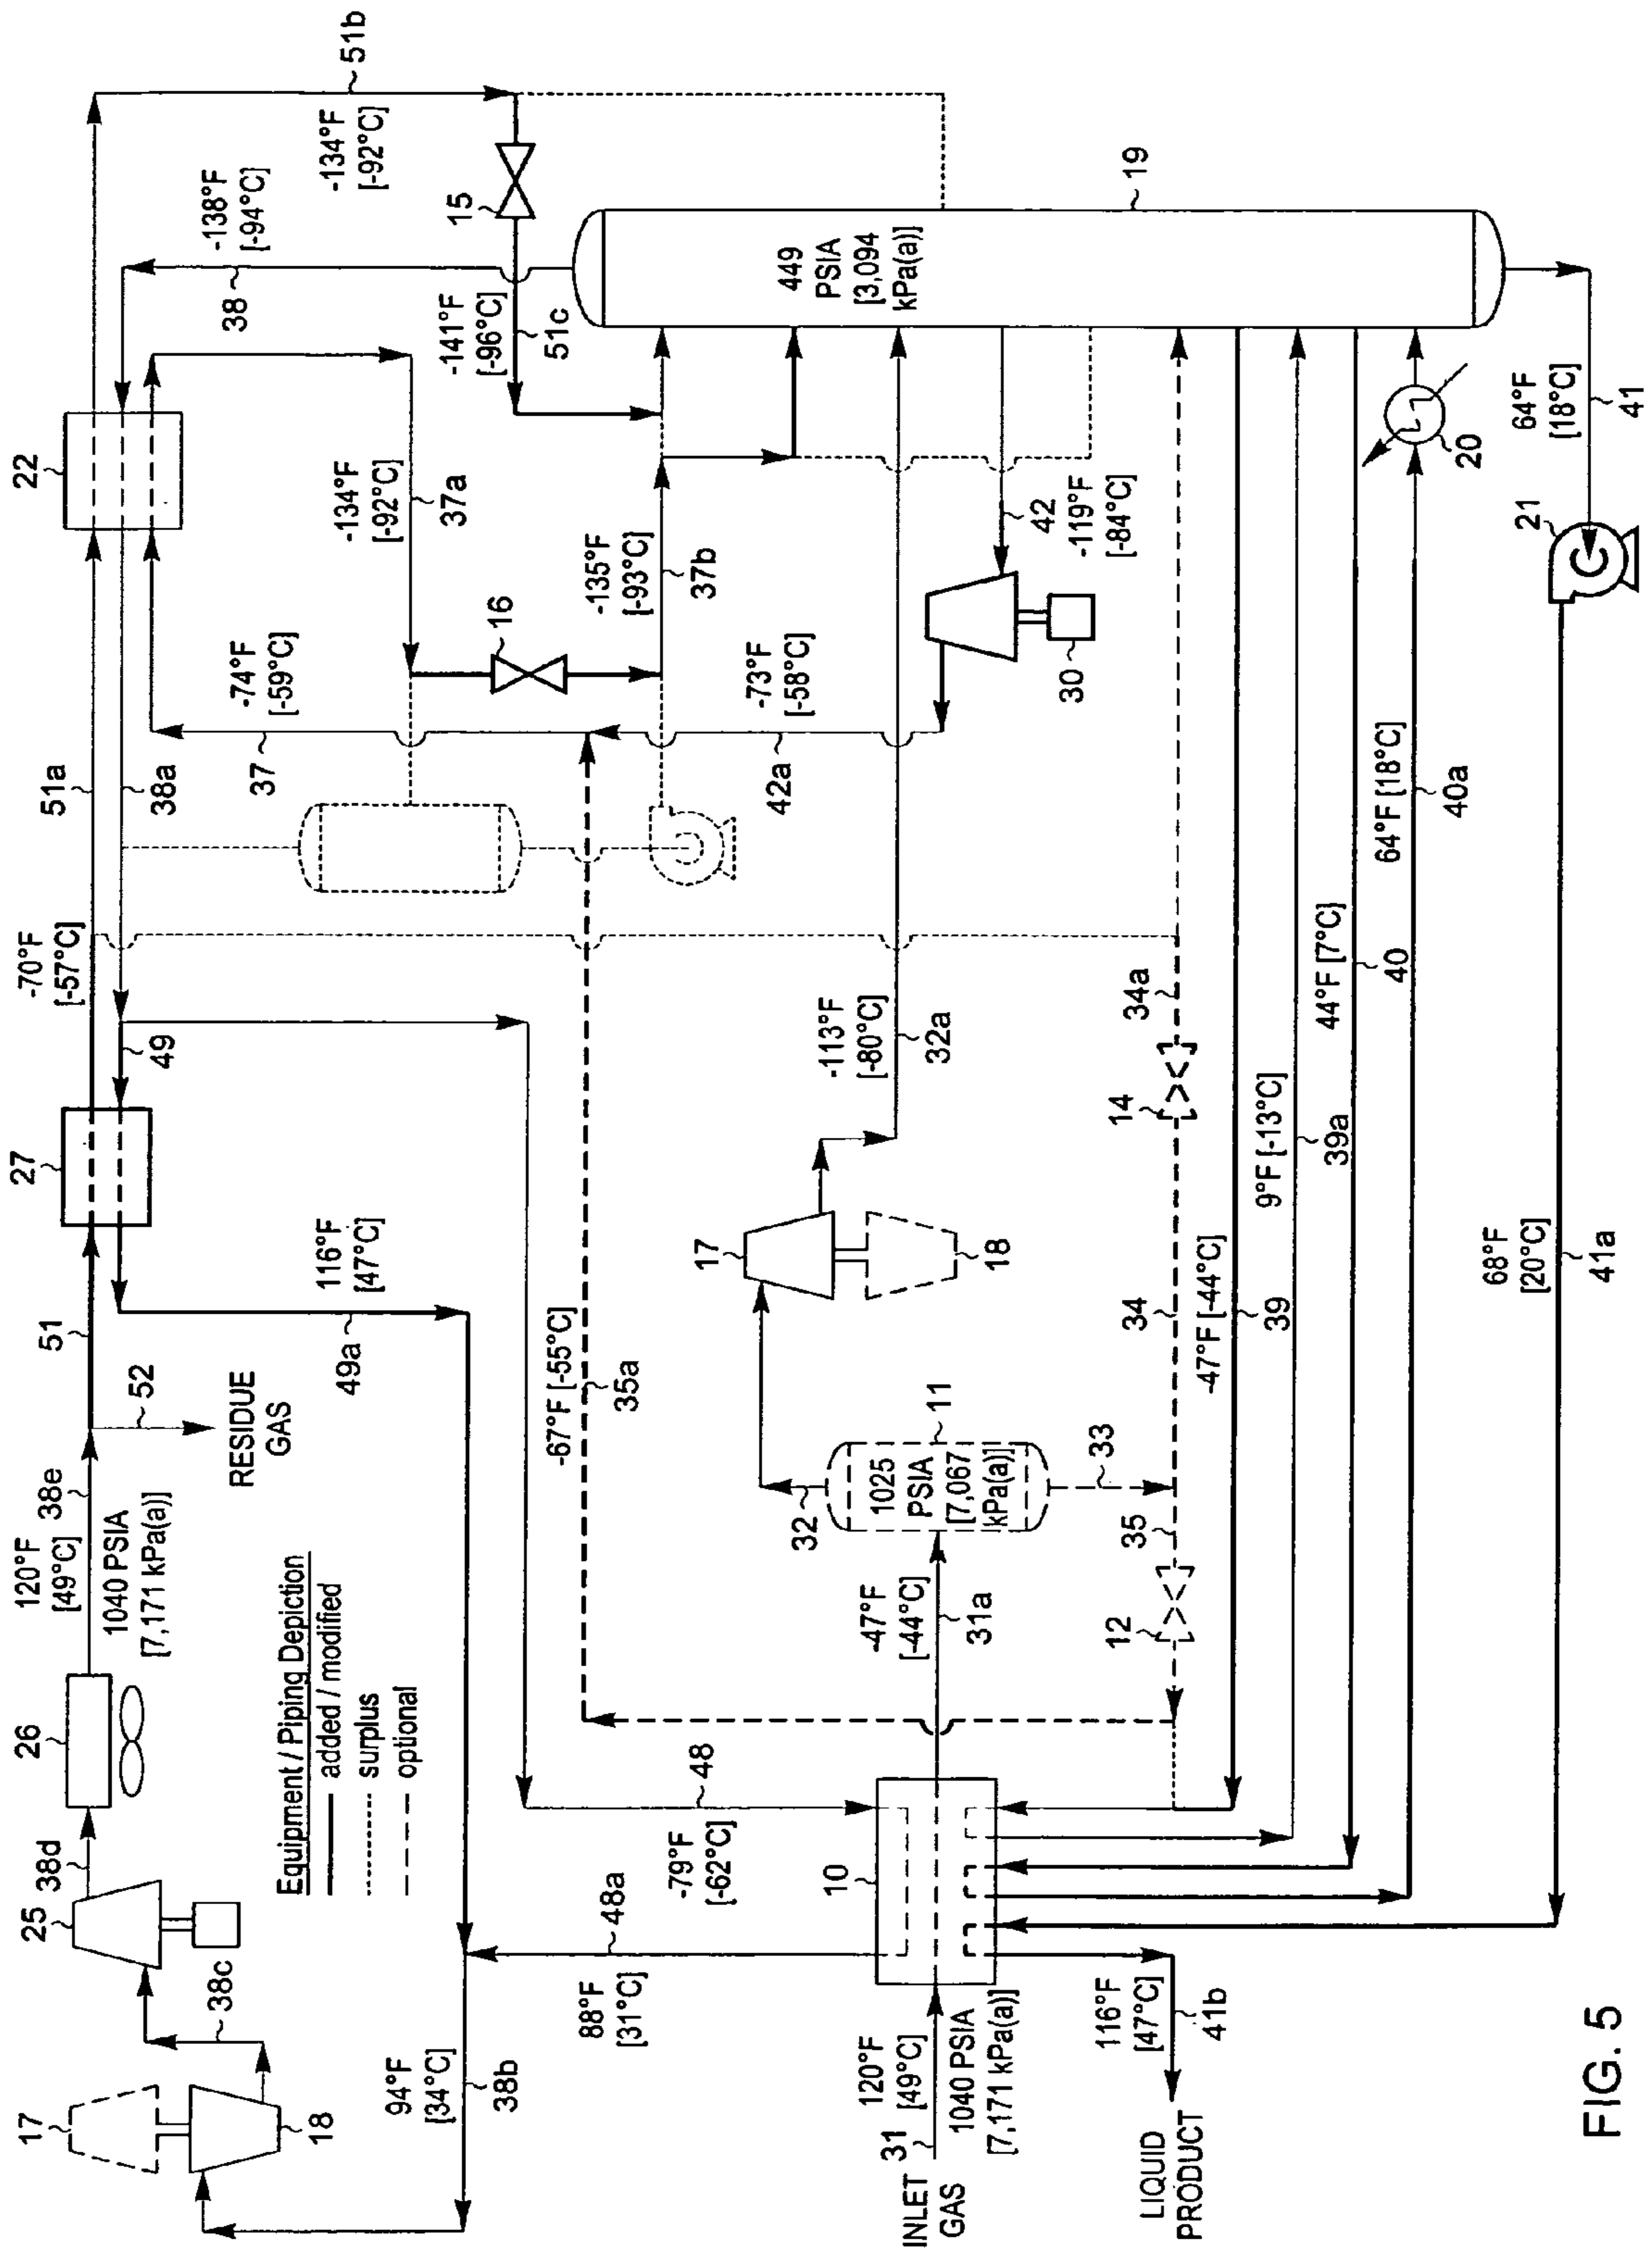 17
18
25
38d
38c
26
120°F
[49°C]
38e
1040 PSIA
[7,171 kPa(a)]
Equipment / Piping Depiction
added / modified
surplus
optional
52
RESIDUE
GAS
51
27
49
116°F
[47°C]
49a
-70°F
[-57°C]
51a
38a
22
-138°F
[-94°C]
38
51b
-134°F
[-92°C]
15
-141°F
[-96°C]
51c
-134°F
[-92°C]
37a
-74°F
[-59°C]
37
16
-135°F
[-93°C]
37b
-73°F
[-58°C]
42a
42
-119°F
[-84°C]
30
449
PSIA
[3,094
kPa(a)]
19
94°F
[34°C]
38b
88°F
[31°C]
48a
48
-79°F
[-62°C]
-67°F [-55°C]
35a
17
18
-113°F
[-80°C]
32a
32
1025
PSIA
[7,067
kPa(a)]
11
33
-47°F
[-44°C]
31a
10
120°F
[49°C]
31
INLET
GAS
1040 PSIA
[7,171 kPa(a)]
12
35
34
14
34a
-47°F [-44°C]
39
9°F [-13°C]
39a
44°F [7°C]
40
64°F [18°C]
40a
20
64°F
[18°C]
41
21
68°F
[20°C]
41a
116°F
[47°C]
41b
LIQUID
PRODUCT
FIG. 5